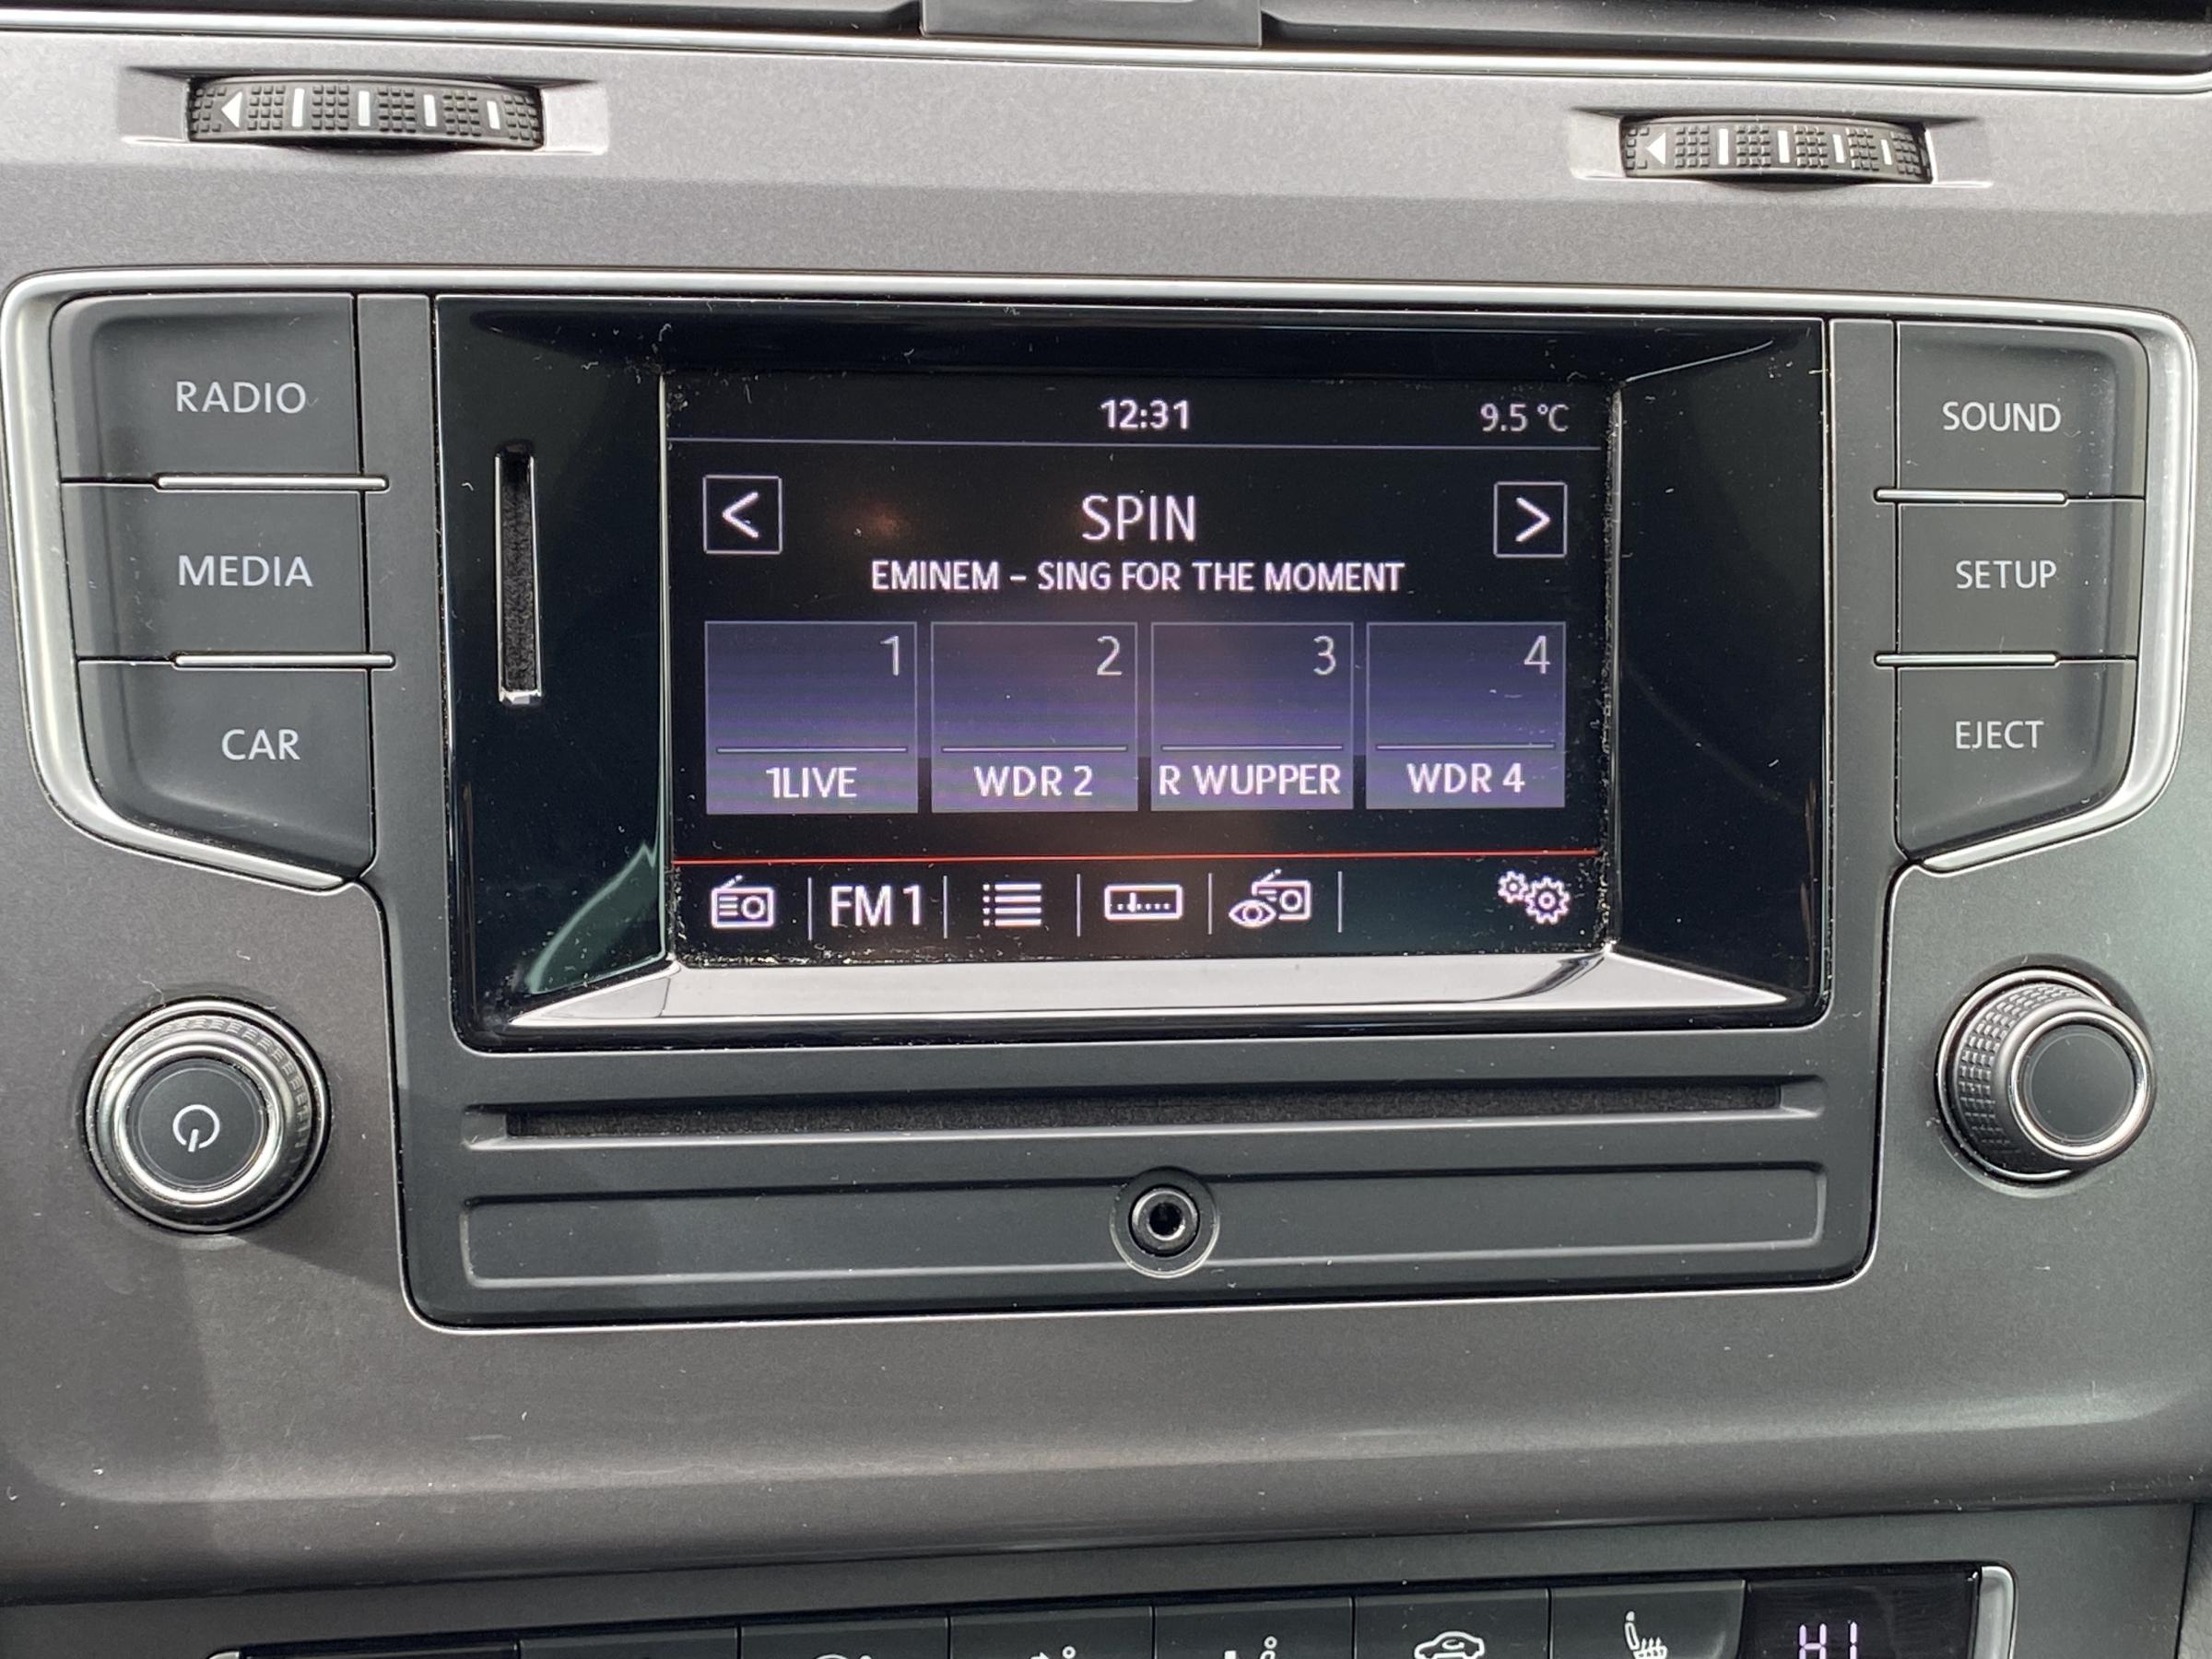 RADIO
MEDIA
CAR
12:31
9.5 °C
<
SPIN
>
EMINEM – SING FOR THE MOMENT
1
2
3
4
1LIVE
WDR 2
R WUPPER
WDR 4
FM 1
SOUND
SETUP
EJECT
HI